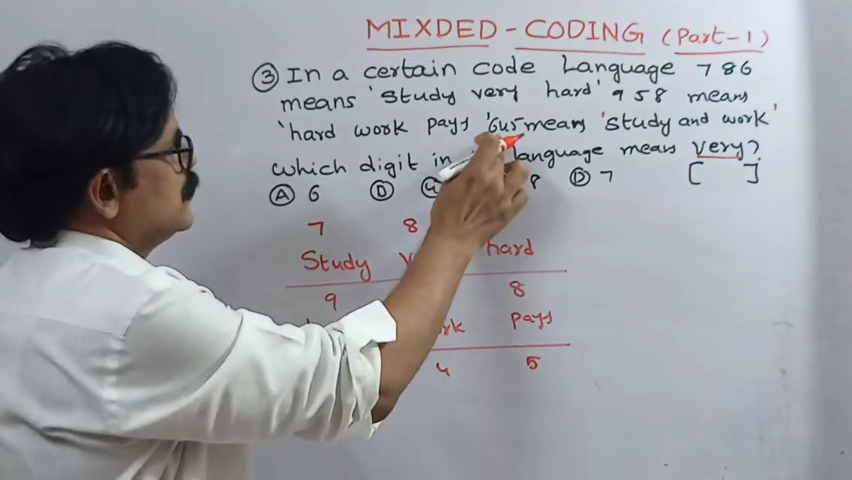 MIXDED - CODING (Part-1)
③ In a certain code Language 786
means 'Study very hard' 958 means
'hard work pays '645 means 'Study and work'
which digit in language means very?
Ⓐ 6 Ⓓ Ⓓ 7 [ ]
7 8
Study hard
9 8
pays
4 5